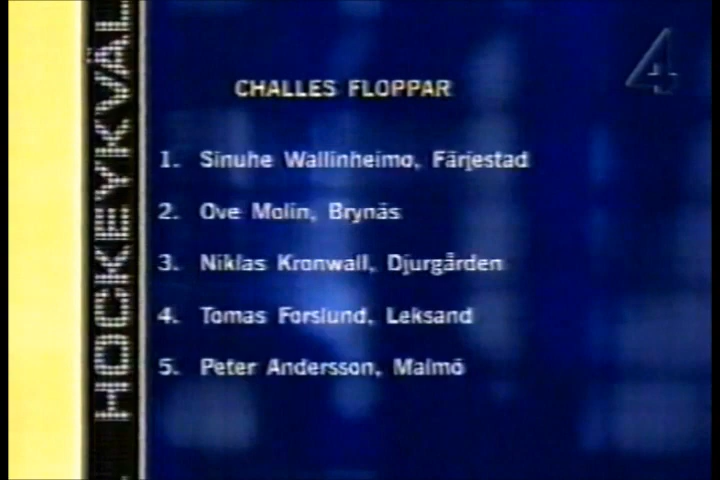 HOCKEYKVÄL
4
CHALLES FLOPPAR
1. Sinuhe Wallinheimo, Färjestad
2. Ove Molin, Brynäs
3. Niklas Kronwall, Djurgården
4. Tomas Forslund, Leksand
5. Peter Andersson, Malmö